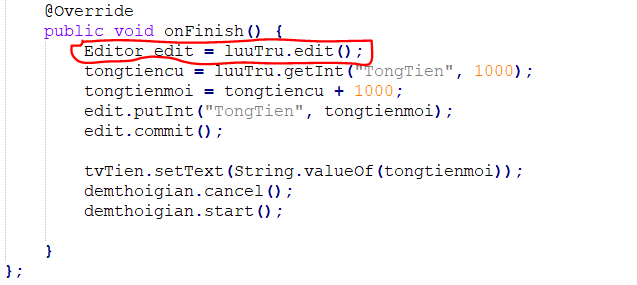 @Override
public void onFinish() {
Editor edit = luuTru.edit();
tongtiencu = luuTru.getInt("TongTien", 1000);
tongtienmoi = tongtiencu + 1000;
edit.putInt("TongTien", tongtienmoi);
edit.commit();
tvTien.setText(String.valueOf(tongtienmoi));
demthoigian.cancel();
demthoigian.start();
}
};